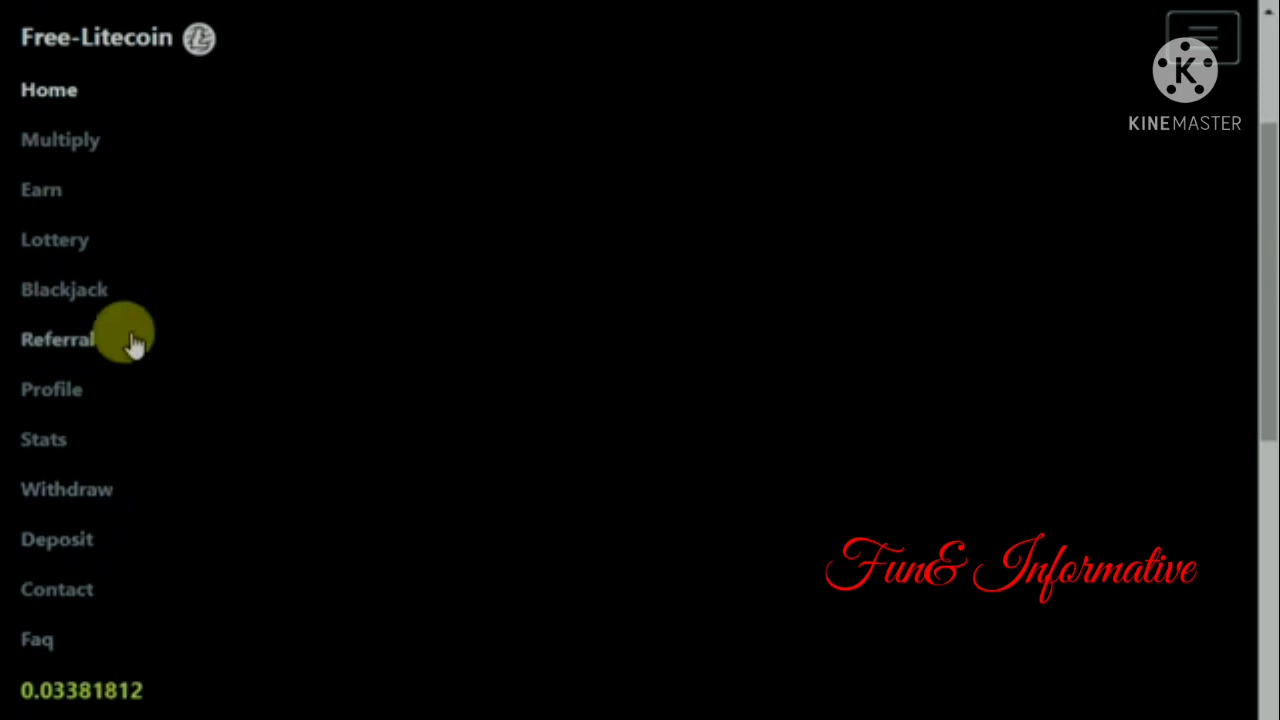 Free-Litecoin
Home
Multiply
Earn
Lottery
Blackjack
Referral
Profile
Stats
Withdraw
Deposit
Contact
Faq
0.03381812
K
KINEMASTER
Fun& Informative